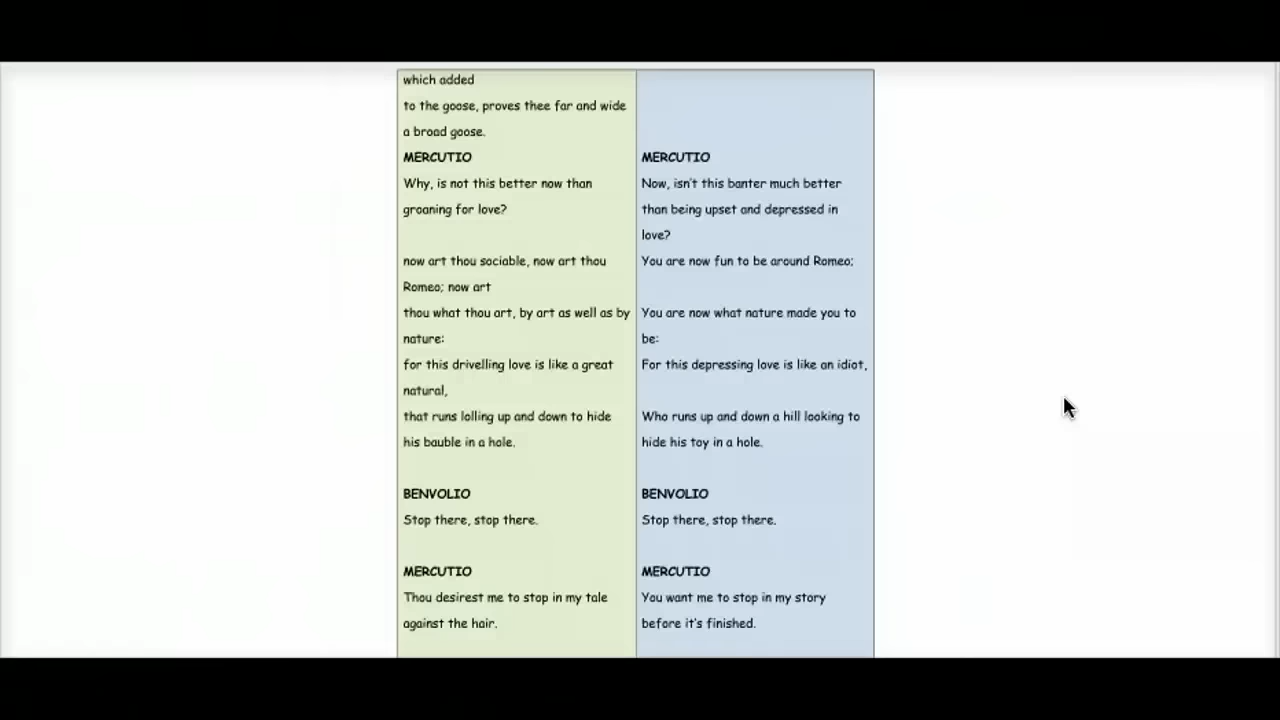 which added
to the goose, proves thee far and wide
a broad goose.
MERCUTIO
Why, is not this better now than
groaning for love?
now art thou sociable, now art thou
Romeo; now art
thou what thou art, by art as well as by
nature:
for this drivelling love is like a great
natural,
that runs lolling up and down to hide
his bauble in a hole.
BENVOLIO
Stop there, stop there.
MERCUTIO
Thou desirest me to stop in my tale
against the hair.
MERCUTIO
Now, isn't this banter much better
than being upset and depressed in
love?
You are now fun to be around Romeo;
You are now what nature made you to
be:
For this depressing love is like an idiot,
Who runs up and down a hill looking to
hide his toy in a hole.
BENVOLIO
Stop there, stop there.
MERCUTIO
You want me to stop in my story
before it's finished.